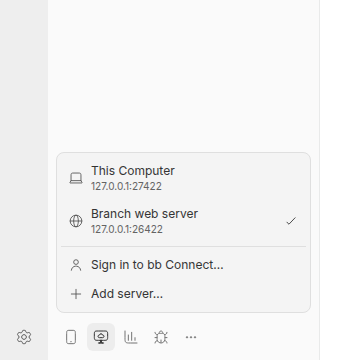 This Computer
127.0.0.1:27422
Branch web server
127.0.0.1:26422
Sign in to bb Connect...
Add server...